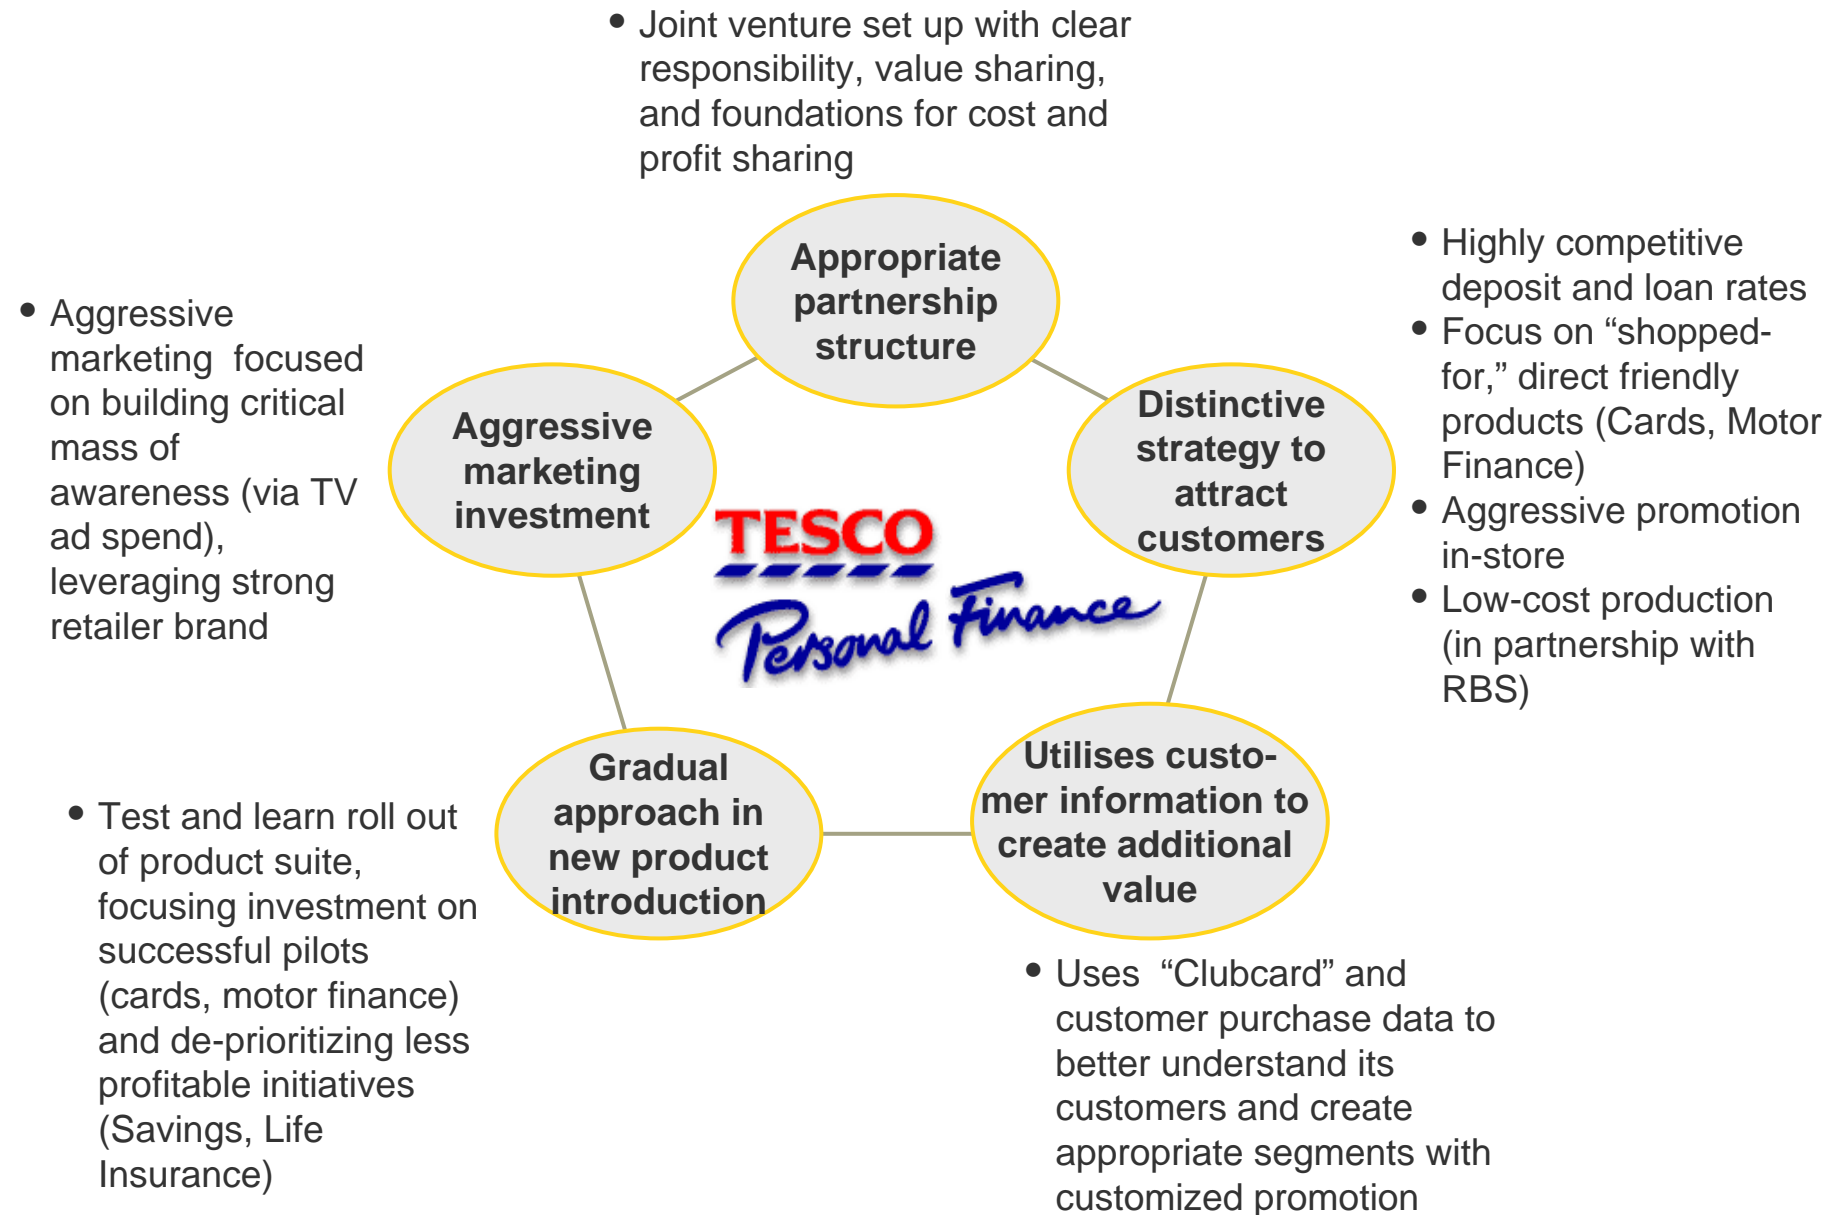 • Joint venture set up with clear
responsibility, value sharing,
and foundations for cost and
profit sharing
Appropriate
partnership
structure
• Highly competitive
deposit and loan rates
• Focus on “shopped-
for,” direct friendly
products (Cards, Motor
Finance)
• Aggressive promotion
in-store
• Low-cost production
(in partnership with
RBS)
Distinctive
strategy to
attract
customers
• Aggressive
marketing  focused
on building critical
mass of
awareness (via TV
ad spend),
leveraging strong
retailer brand
Aggressive
marketing
investment
TESCO
Personal Finance
Gradual
approach in
new product
introduction
Utilises custo-
mer information to
create additional
value
• Test and learn roll out
of product suite,
focusing investment on
successful pilots
(cards, motor finance)
and de-prioritizing less
profitable initiatives
(Savings, Life
Insurance)
• Uses  “Clubcard” and
customer purchase data to
better understand its
customers and create
appropriate segments with
customized promotion